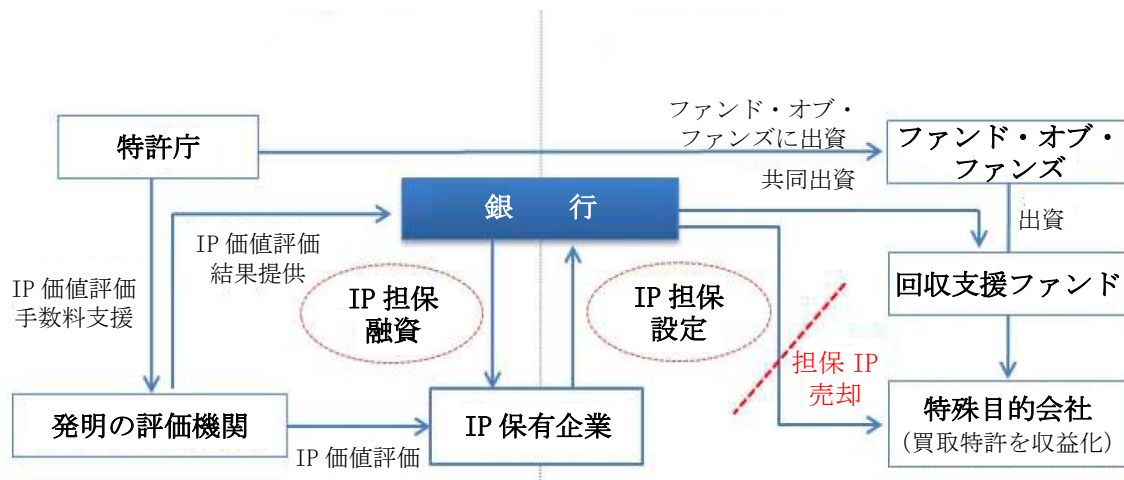 特許庁
ファンド・オブ・
ファンズに出資
ファンド・オブ・
ファンズ
共同出資
銀 行
出資
IP 価値評価
結果提供
IP 価値評価
手数料支援
IP 担保
融資
IP 担保
設定
回収支援ファンド
担保 IP
売却
発明の評価機関
IP 価値評価
IP 保有企業
特殊目的会社
(買取特許を収益化)